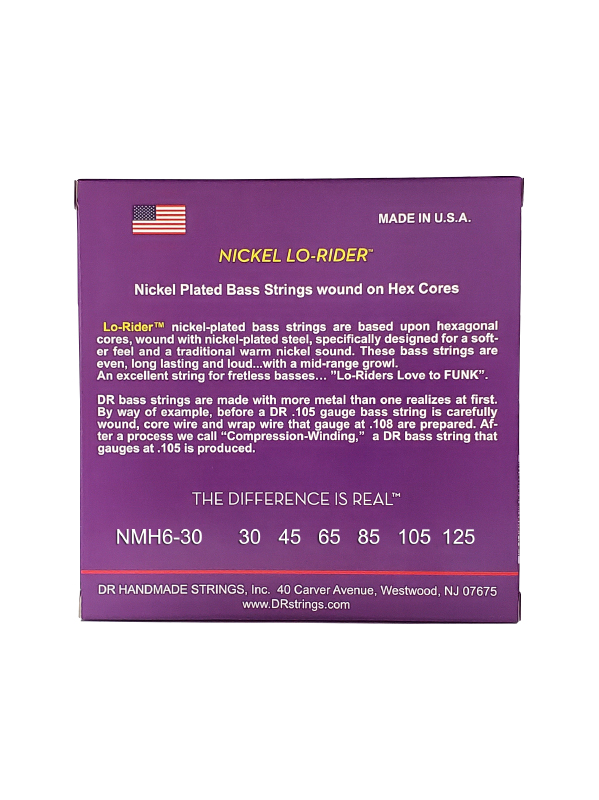 MADE IN U.S.A.
NICKEL LO-RIDER™
Nickel Plated Bass Strings wound on Hex Cores
Lo-Rider™ nickel-plated bass strings are based upon hexagonal
cores, wound with nickel-plated steel, specifically designed for a soft-
er feel and a traditional warm nickel sound. These bass strings are
even, long lasting and loud...with a mid-range growl.
An excellent string for fretless basses... "Lo-Riders Love to FUNK".
DR bass strings are made with more metal than one realizes at first.
By way of example, before a DR .105 gauge bass string is carefully
wound, core wire and wrap wire that gauge at .108 are prepared. Af-
ter a process we call “Compression-Winding,” a DR bass string that
gauges at .105 is produced.
THE DIFFERENCE IS REAL™
NMH6-30 30 45 65 85 105 125
DR HANDMADE STRINGS, Inc. 40 Carver Avenue, Westwood, NJ 07675
www.DRstrings.com